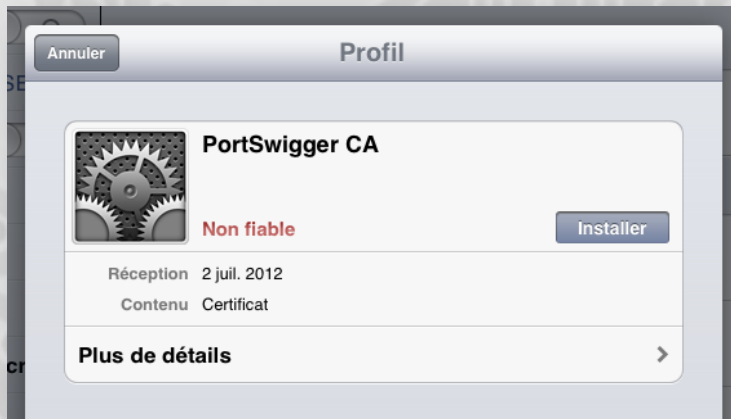 Annuler
Profil
PortSwigger CA
Non fiable
Installer
Réception 2 juil. 2012
Contenu Certificat
Plus de détails